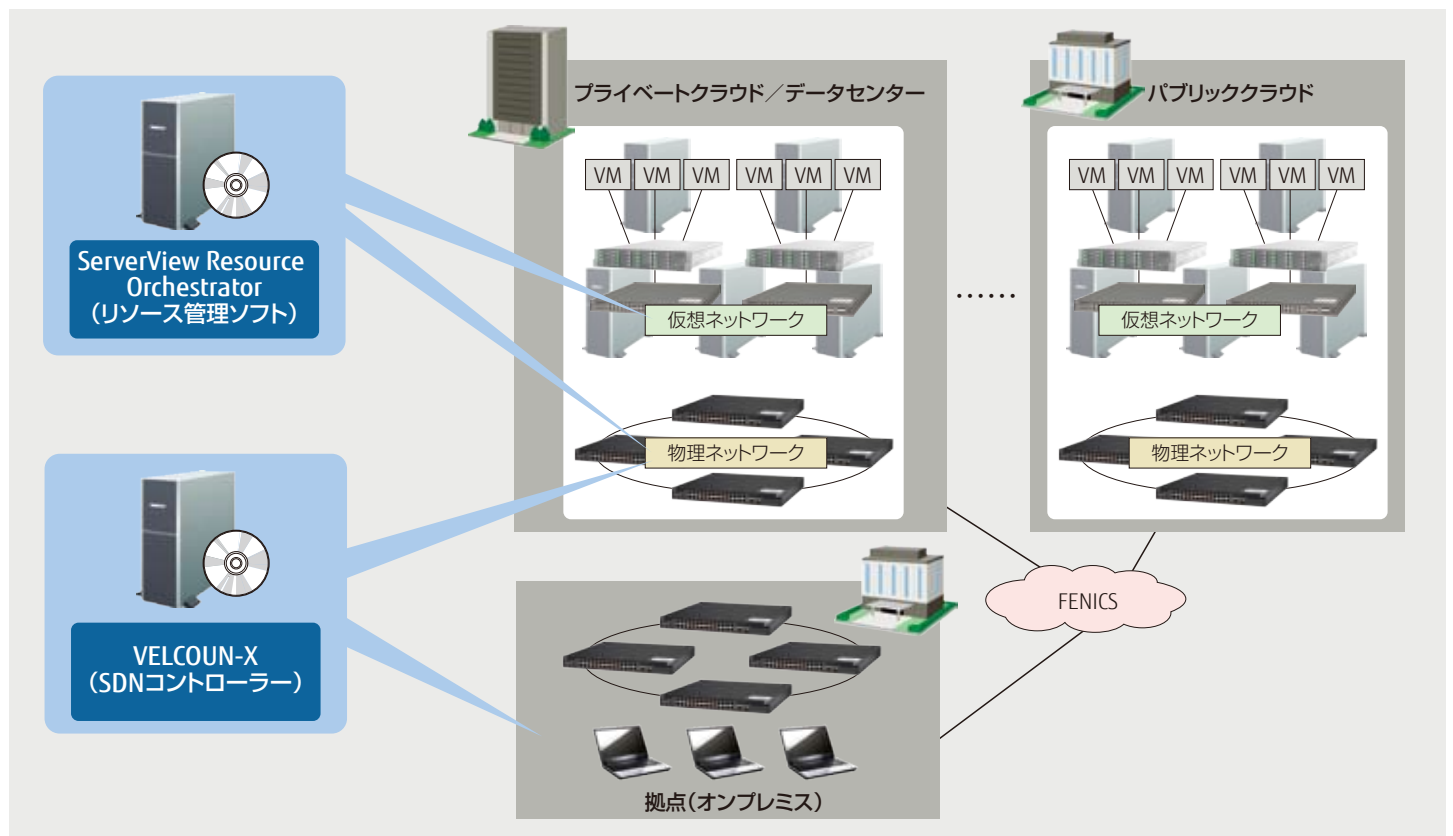 ServerView Resource
Orchestrator
（リソース管理ソフト）
VELCOUN-X
（SDNコントローラー）
プライベートクラウド／データセンター
VM VM VM VM VM VM
仮想ネットワーク
物理ネットワーク
……
パブリッククラウド
VM VM VM VM VM VM
仮想ネットワーク
物理ネットワーク
FENICS
拠点（オンプレミス）